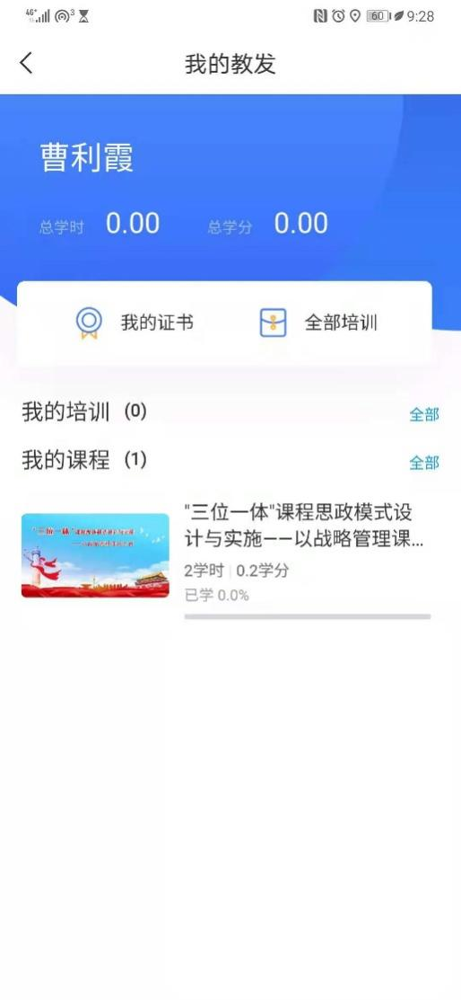 4G+ 3 60 9:28
我的教发
曹利霞
总学时 0.00 总学分 0.00
我的证书 全部培训
我的培训 (0) 全部
我的课程 (1) 全部
"三位一体"课程思政模式设
计与实施——以战略管理课...
2学时 | 0.2学分
已学 0.0%